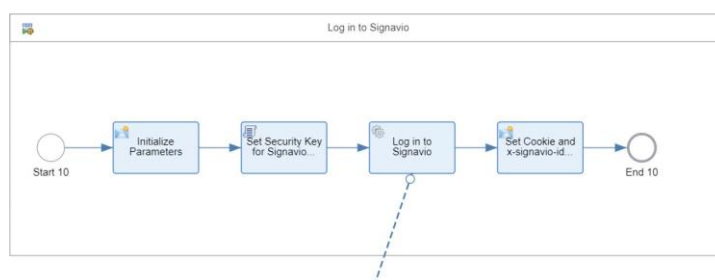 Log in to Signavio
Start 10
Initialize
Parameters
Set Security Key
for Signavio...
Log in to
Signavio
Set Cookie and
x-signavio-id...
End 10